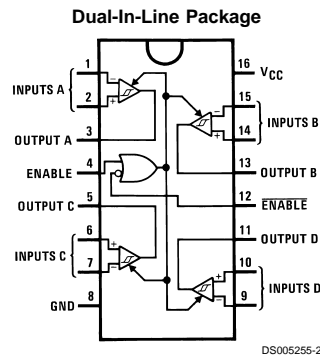 Dual-In-Line Package
1
INPUTS A
2
OUTPUT A
3
ENABLE
4
OUTPUT C
5
6
INPUTS C
7
GND
8
16
VCC
15
INPUTS B
14
13
OUTPUT B
12
ENABLE
11
OUTPUT D
10
INPUTS D
9
− + − + + − + −
DS005255-2